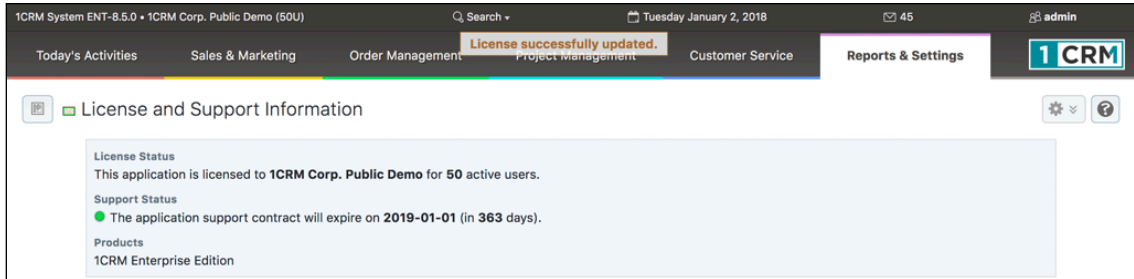 1CRM System ENT-8.5.0 • 1CRM Corp. Public Demo (50U) Search Tuesday January 2, 2018 45 admin
License successfully updated.
Today's Activities Sales & Marketing Order Management Project Management Customer Service Reports & Settings 1CRM
License and Support Information
License Status
This application is licensed to 1CRM Corp. Public Demo for 50 active users.
Support Status
The application support contract will expire on 2019-01-01 (in 363 days).
Products
1CRM Enterprise Edition